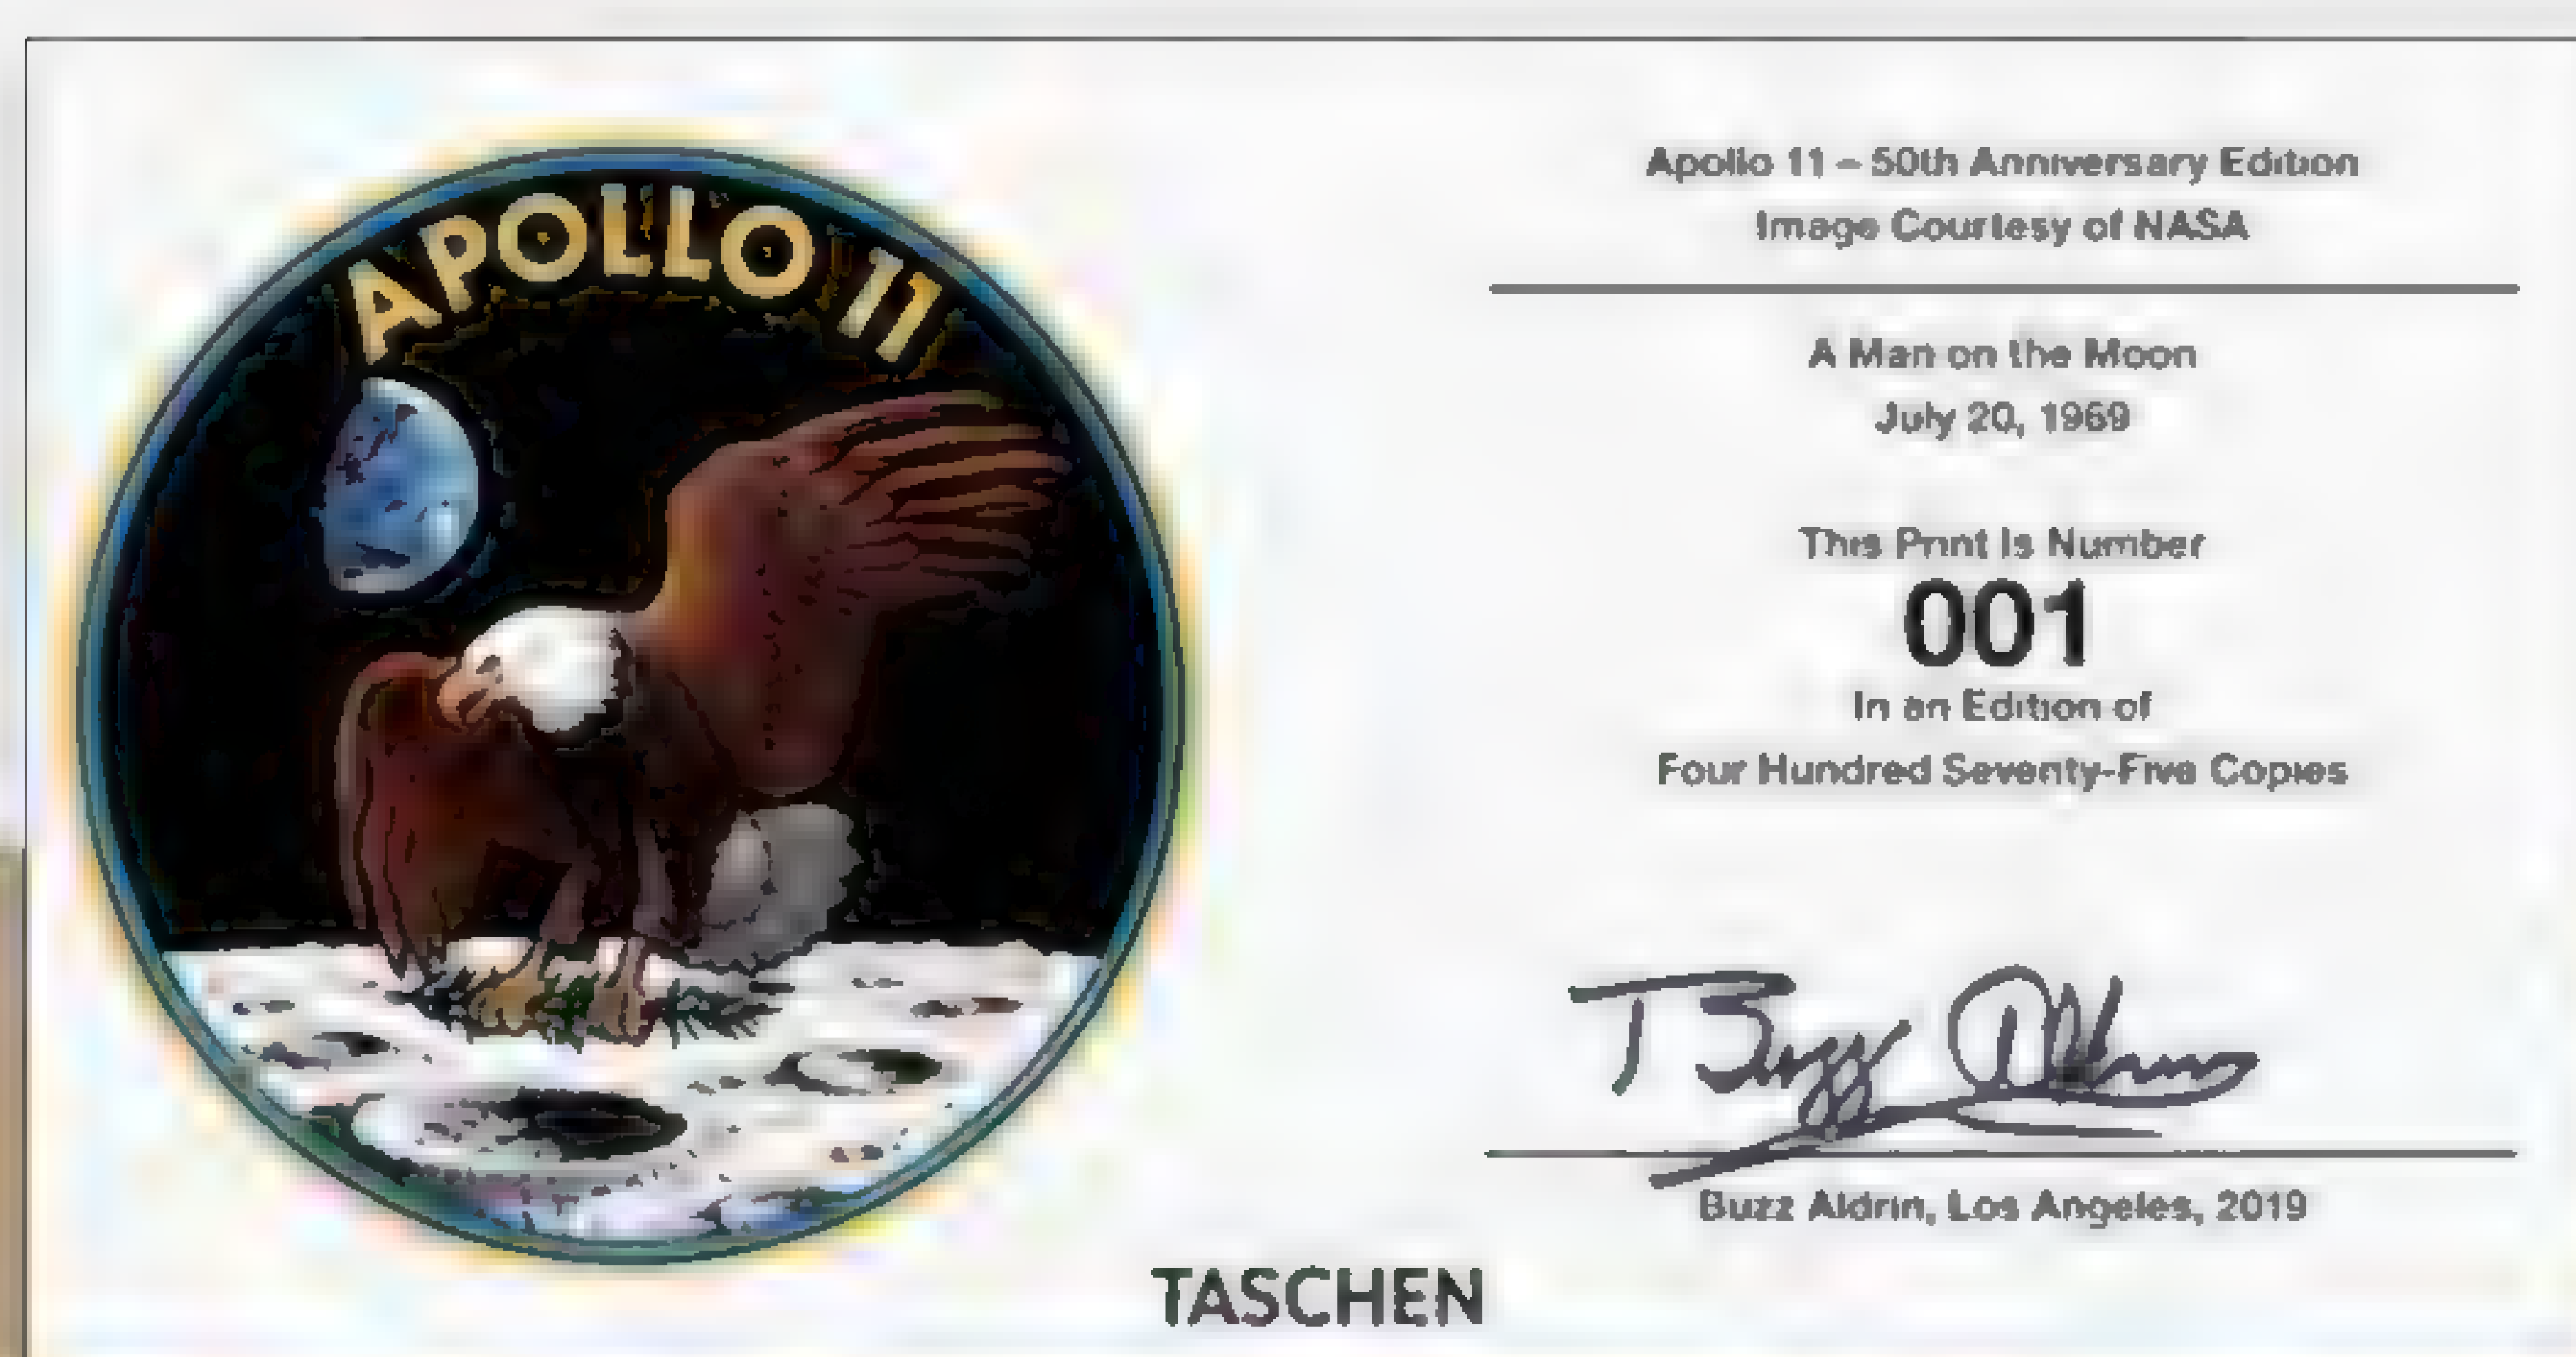 APOLLO 11
Apollo 11 – 50th Anniversary Edition
Image Courtesy of NASA
A Man on the Moon
July 20, 1969
This Print Is Number
001
In an Edition of
Four Hundred Seventy-Five Copies
Buzz Aldrin
Buzz Aldrin, Los Angeles, 2019
TASCHEN